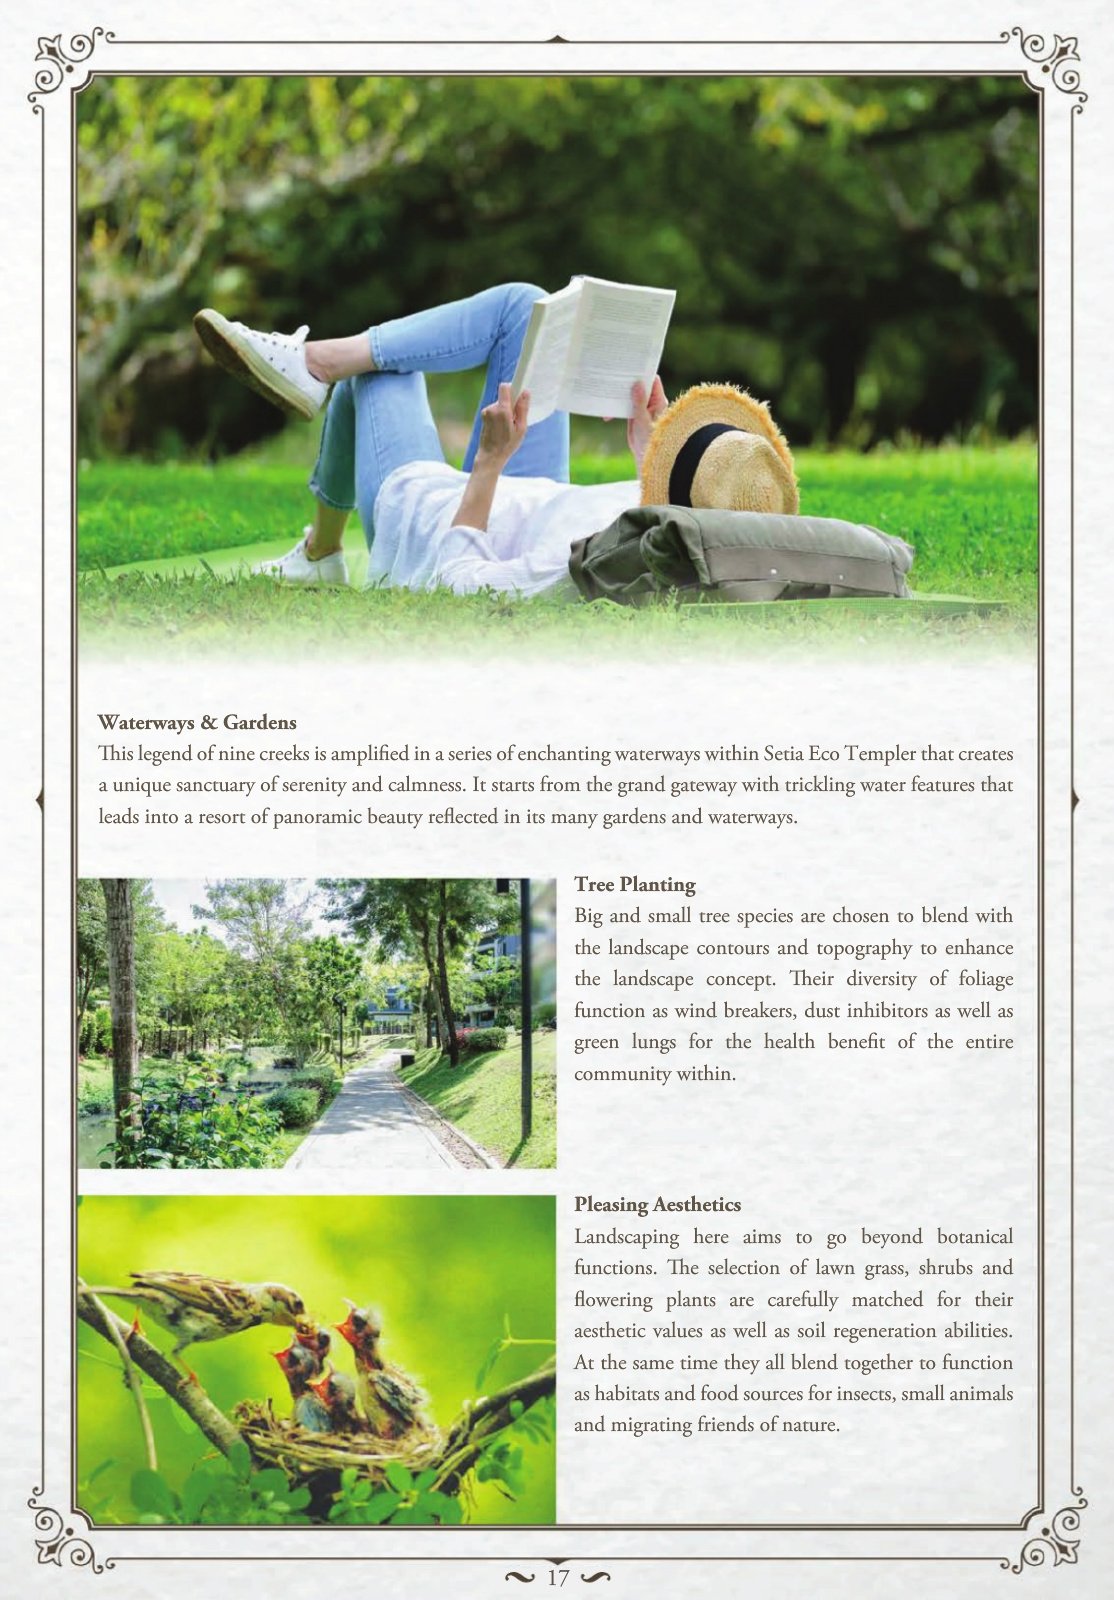 Waterways & Gardens
This legend of nine creeks is amplified in a series of enchanting waterways within Setia Eco Templer that creates
a unique sanctuary of serenity and calmness. It starts from the grand gateway with trickling water features that
leads into a resort of panoramic beauty reflected in its many gardens and waterways.
Tree Planting
Big and small tree species are chosen to blend with
the landscape contours and topography to enhance
the landscape concept. Their diversity of foliage
function as wind breakers, dust inhibitors as well as
green lungs for the health benefit of the entire
community within.
Pleasing Aesthetics
Landscaping here aims to go beyond botanical
functions. The selection of lawn grass, shrubs and
flowering plants are carefully matched for their
aesthetic values as well as soil regeneration abilities.
At the same time they all blend together to function
as habitats and food sources for insects, small animals
and migrating friends of nature.
17